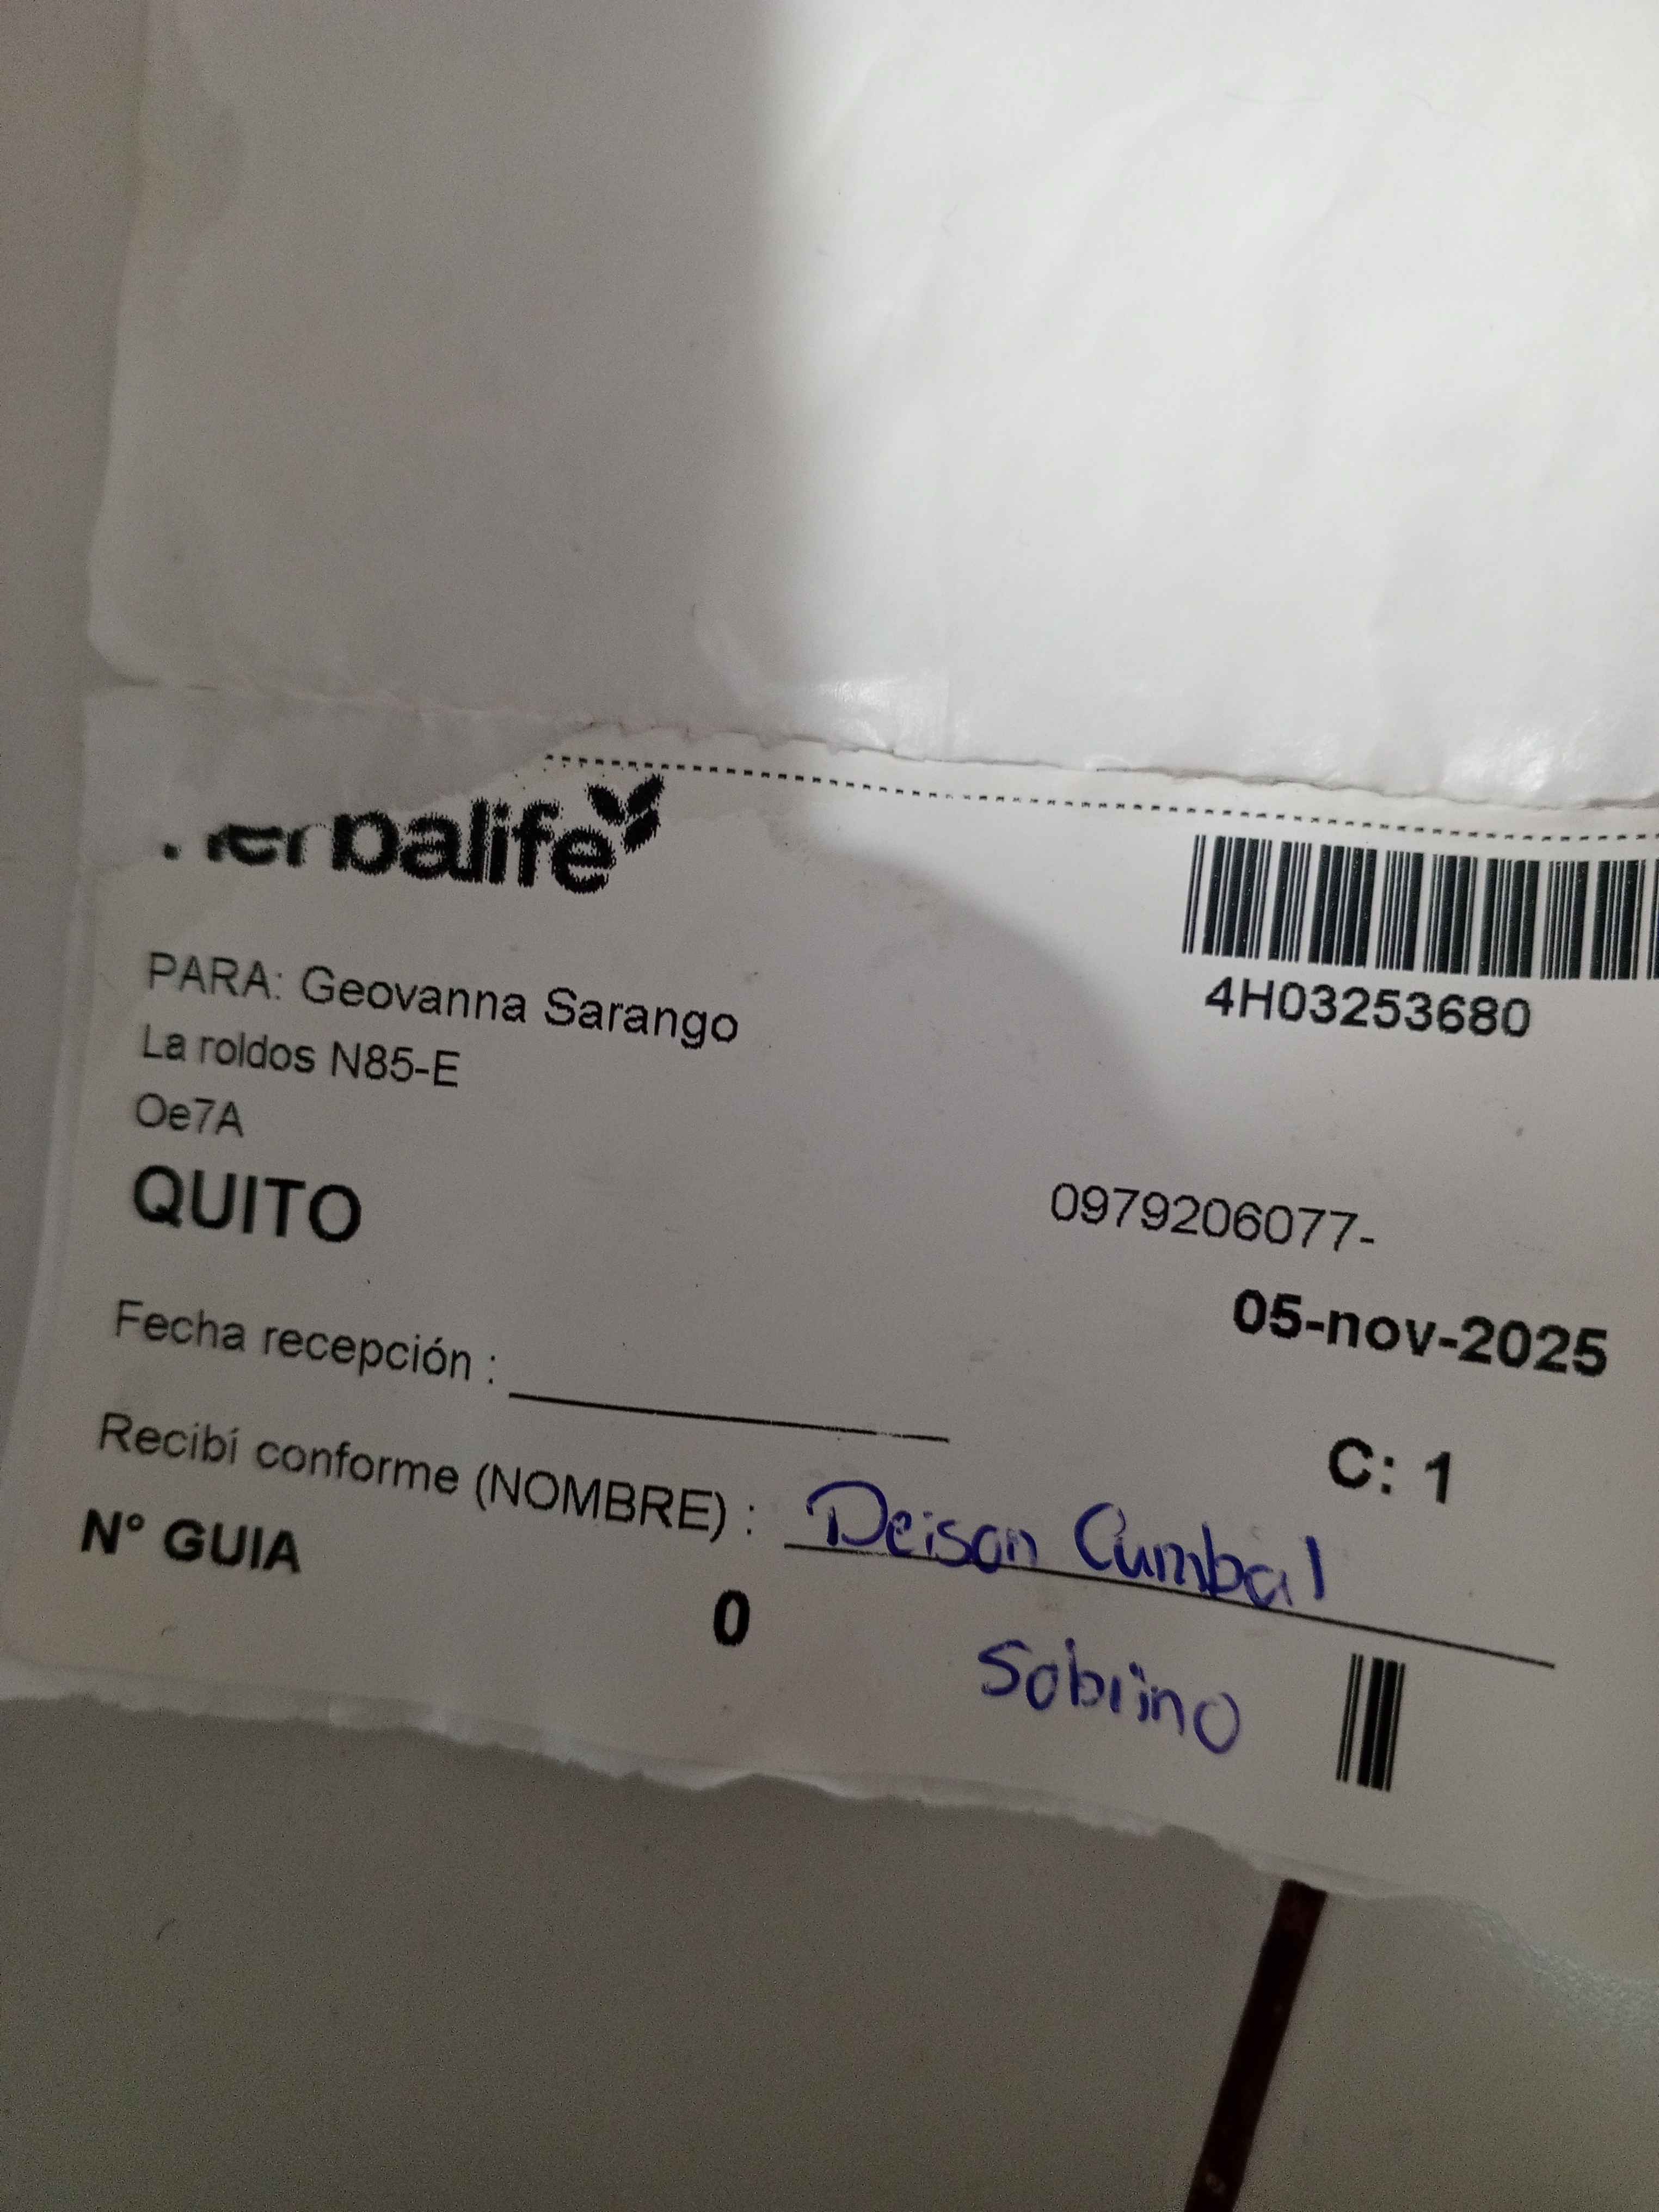 Herbalife
4H03253680
PARA: Geovanna Sarango
La roldos N85-E
Oe7A
QUITO
0979206077-
05-nov-2025
Fecha recepción :
C: 1
Recibí conforme (NOMBRE) : Deison Cumbal
N° GUIA
0
Sobrino